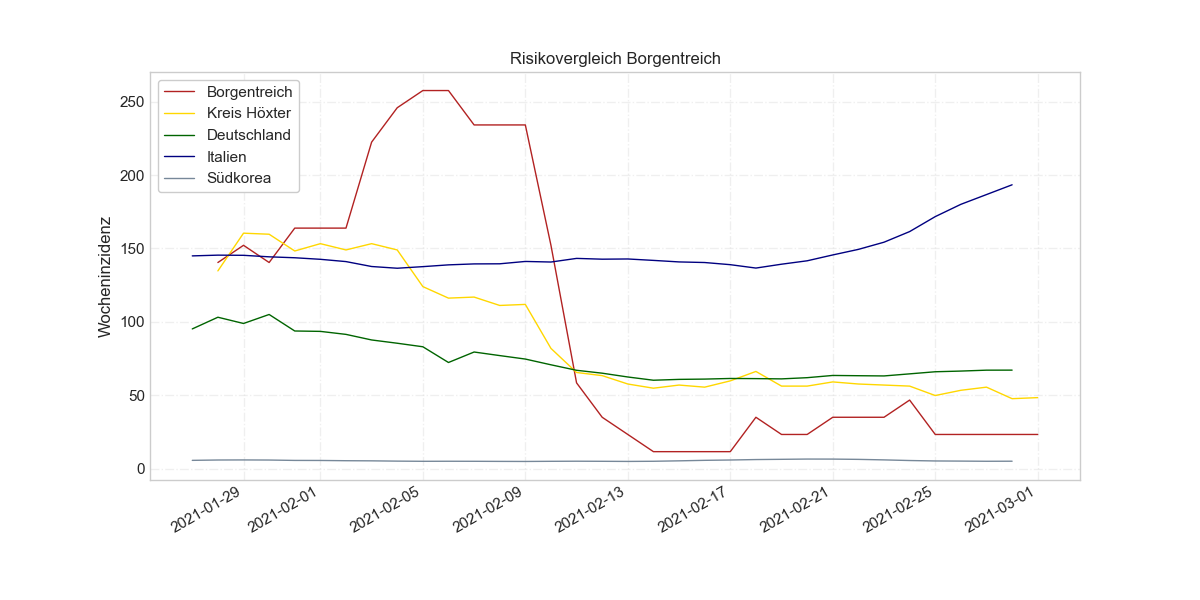 Risikovergleich Borgentreich
Borgentreich
Kreis Höxter
Deutschland
Italien
Südkorea
Wocheninzidenz
250
200
150
100
50
0
2021-01-29
2021-02-01
2021-02-05
2021-02-09
2021-02-13
2021-02-17
2021-02-21
2021-02-25
2021-03-01